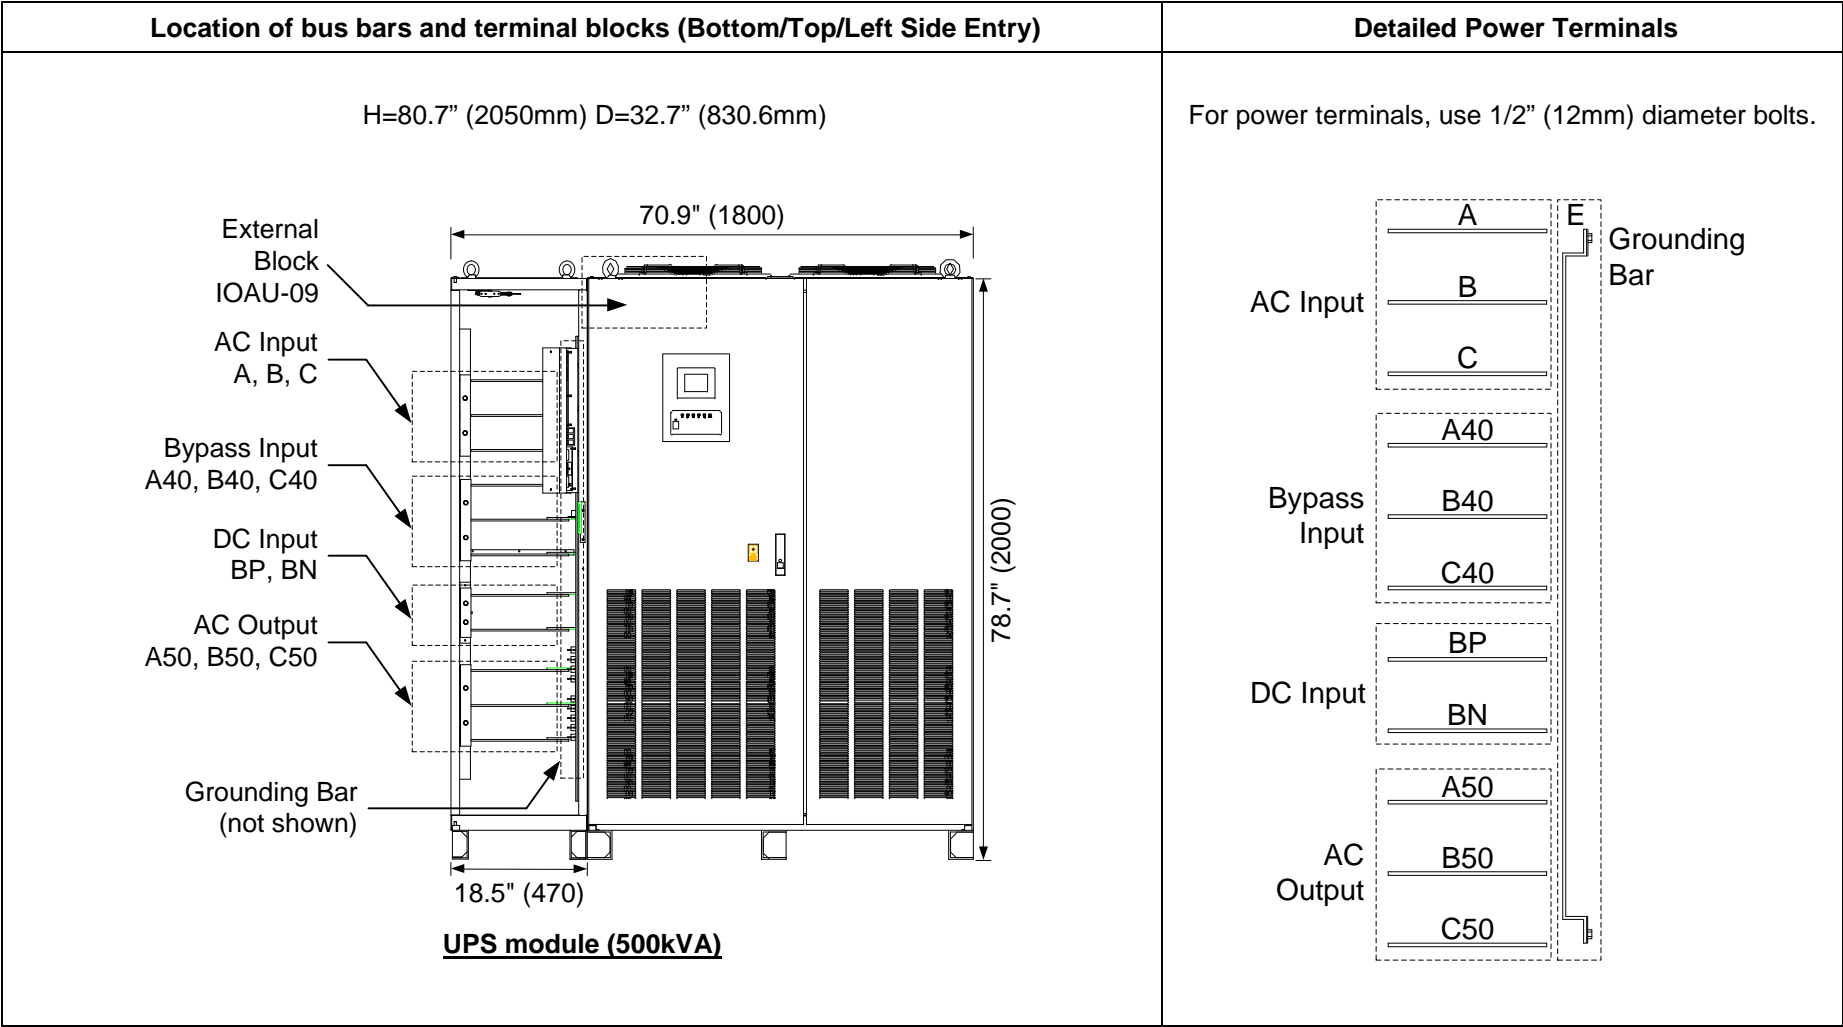 Location of bus bars and terminal blocks (Bottom/Top/Left Side Entry)
Detailed Power Terminals
H=80.7” (2050mm) D=32.7” (830.6mm)
For power terminals, use 1/2” (12mm) diameter bolts.
70.9" (1800)
External
Block
IOAU-09
AC Input
A, B, C
Bypass Input
A40, B40, C40
DC Input
BP, BN
AC Output
A50, B50, C50
Grounding Bar
(not shown)
78.7" (2000)
18.5" (470)
UPS module (500kVA)
A
E
Grounding
Bar
B
AC Input
C
A40
Bypass
Input
B40
C40
BP
DC Input
BN
A50
AC
Output
B50
C50